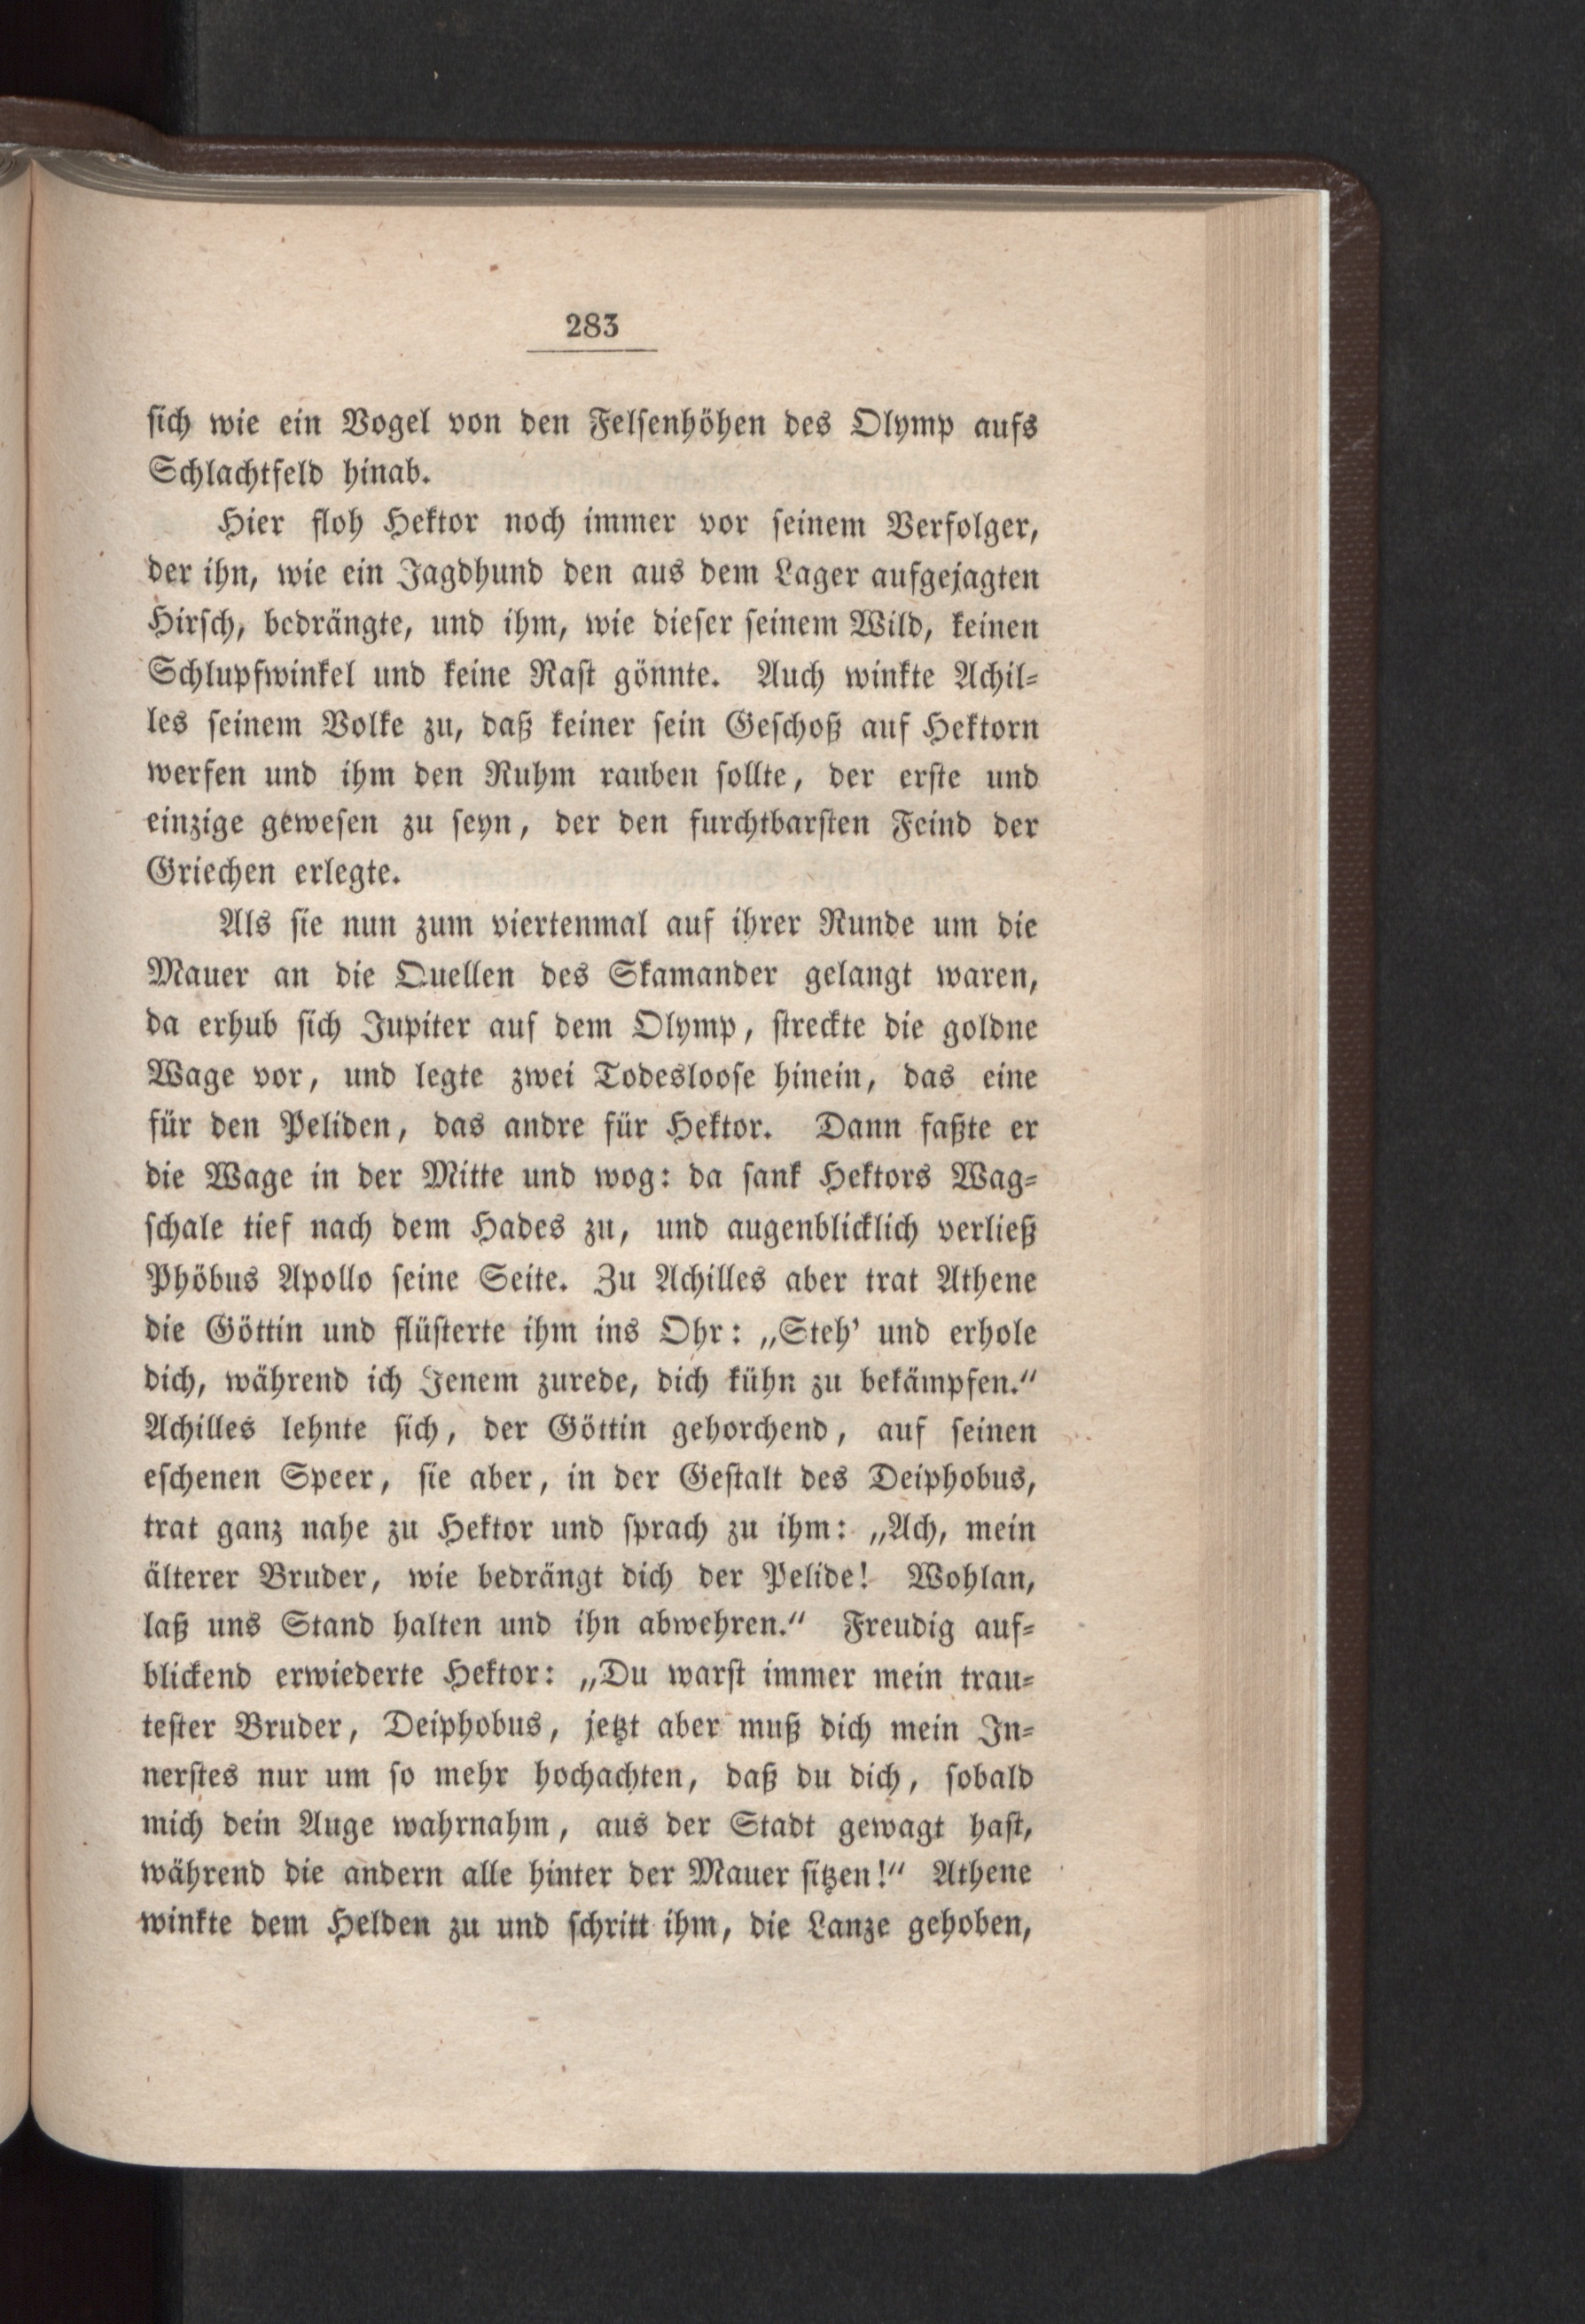 283
sich wie ein Vogel von den Felsenhöhen des Olymp aufs
Schlachtfeld hinab.
Hier floh Hektor noch immer vor seinem Verfolger,
der ihn, wie ein Jagdhund den aus dem Lager aufgejagten
Hirsch, bedrängte, und ihm, wie dieser seinem Wild, keinen
Schlupfwinkel und keine Rast gönnte. Auch winkte Achil-
les seinem Volke zu, daß keiner sein Geschoß auf Hektorn
werfen und ihm den Ruhm rauben sollte, der erste und
einzige gewesen zu seyn, der den furchtbarsten Feind der
Griechen erlegte.
Als sie nun zum viertenmal auf ihrer Runde um die
Mauer an die Quellen des Skamander gelangt waren,
da erhub sich Jupiter auf dem Olymp, streckte die goldne
Wage vor, und legte zwei Todesloose hinein, das eine
für den Peliden, das andre für Hektor. Dann faßte er
die Wage in der Mitte und wog: da sank Hektors Wag-
schale tief nach dem Hades zu, und augenblicklich verließ
Phöbus Apollo seine Seite. Zu Achilles aber trat Athene
die Göttin und flüsterte ihm ins Ohr: „Steh' und erhole
dich, während ich Jenem zurede, dich kühn zu bekämpfen.“
Achilles lehnte sich, der Göttin gehorchend, auf seinen
eschenen Speer, sie aber, in der Gestalt des Deiphobus,
trat ganz nahe zu Hektor und sprach zu ihm: „Ach, mein
älterer Bruder, wie bedrängt dich der Pelide! Wohlan,
laß uns Stand halten und ihn abwehren.“ Freudig auf-
blickend erwiederte Hektor: „Du warst immer mein trau-
tester Bruder, Deiphobus, jetzt aber muß dich mein In-
nerstes nur um so mehr hochachten, daß du dich, sobald
mich dein Auge wahrnahm, aus der Stadt gewagt hast,
während die andern alle hinter der Mauer sitzen!“ Athene
winkte dem Helden zu und schritt ihm, die Lanze gehoben,